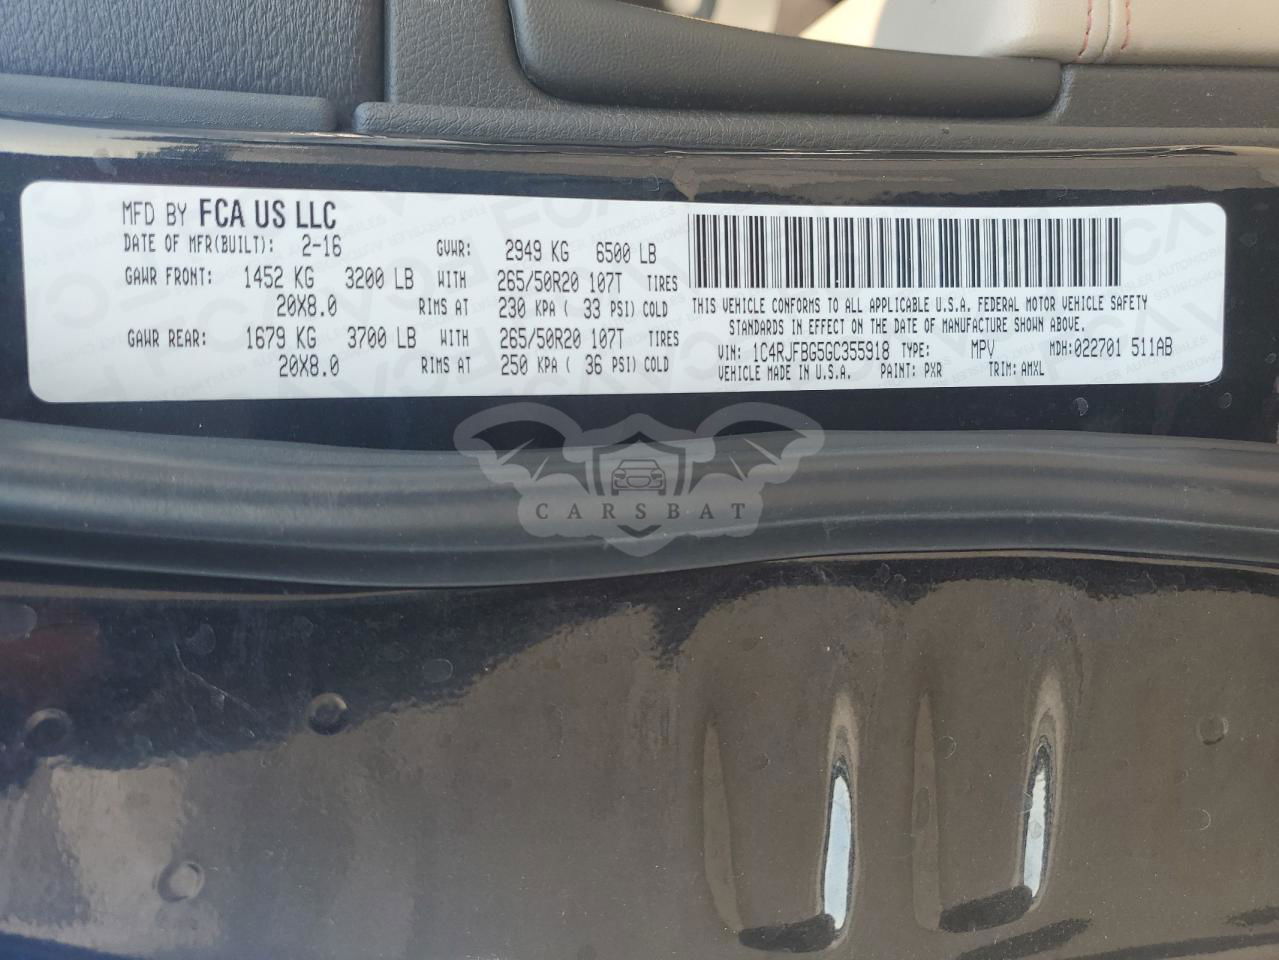 MFD BY FCA US LLC
DATE OF MFR(BUILT): 2-16 GVWR: 2949 KG 6500 LB
GAWR FRONT: 1452 KG 3200 LB WITH 265/50R20 107T TIRES
20X8.0 RIMS AT 230 KPA ( 33 PSI) COLD
GAWR REAR: 1679 KG 3700 LB WITH 265/50R20 107T TIRES
20X8.0 RIMS AT 250 KPA ( 36 PSI) COLD
THIS VEHICLE CONFORMS TO ALL APPLICABLE U.S.A. FEDERAL MOTOR VEHICLE SAFETY
STANDARDS IN EFFECT ON THE DATE OF MANUFACTURE SHOWN ABOVE.
VIN: 1C4RJFBG5GC355918 TYPE: MPV MDH:022701 511AB
VEHICLE MADE IN U.S.A. PAINT: PXR TRIM: AMXL
CARSBAT